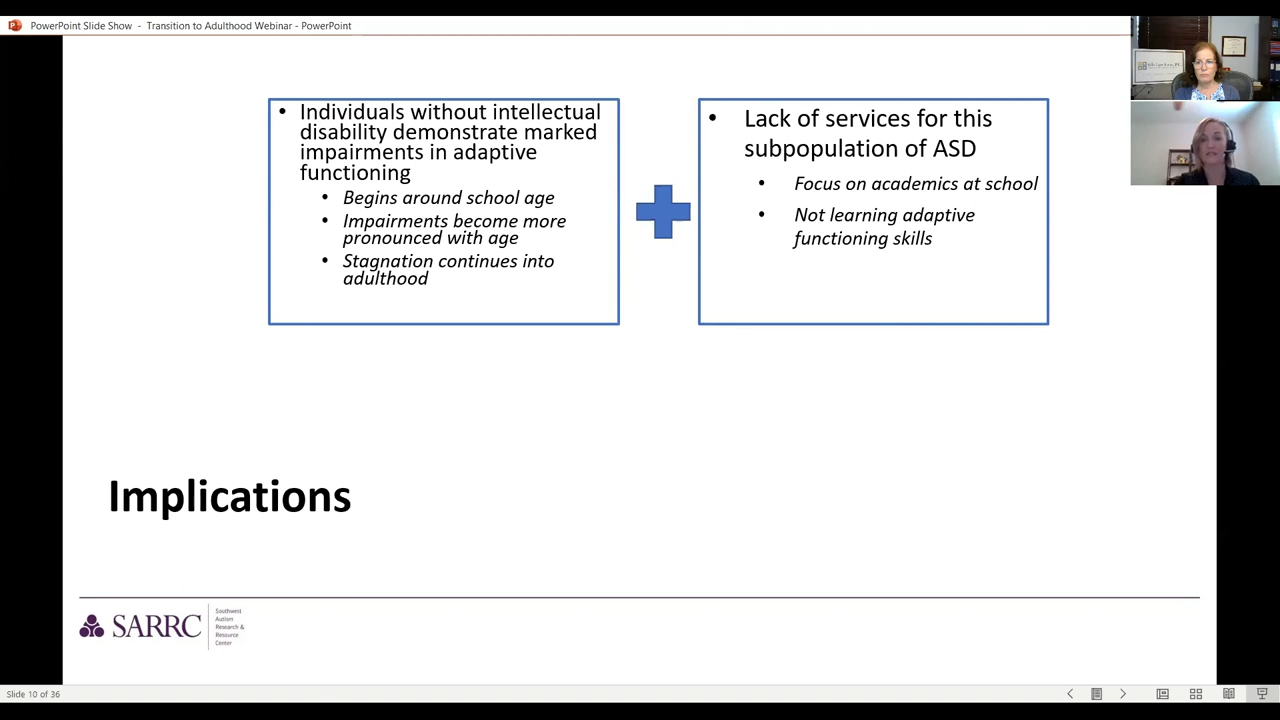 PowerPoint Slide Show - Transition to Adulthood Webinar - PowerPoint
• Individuals without intellectual
disability demonstrate marked
impairments in adaptive
functioning
• Begins around school age
• Impairments become more
pronounced with age
• Stagnation continues into
adulthood
• Lack of services for this
subpopulation of ASD
• Focus on academics at school
• Not learning adaptive
functioning skills
Implications
SARRC
Southwest
Autism
Research &
Resource
Center
Slide 10 of 36